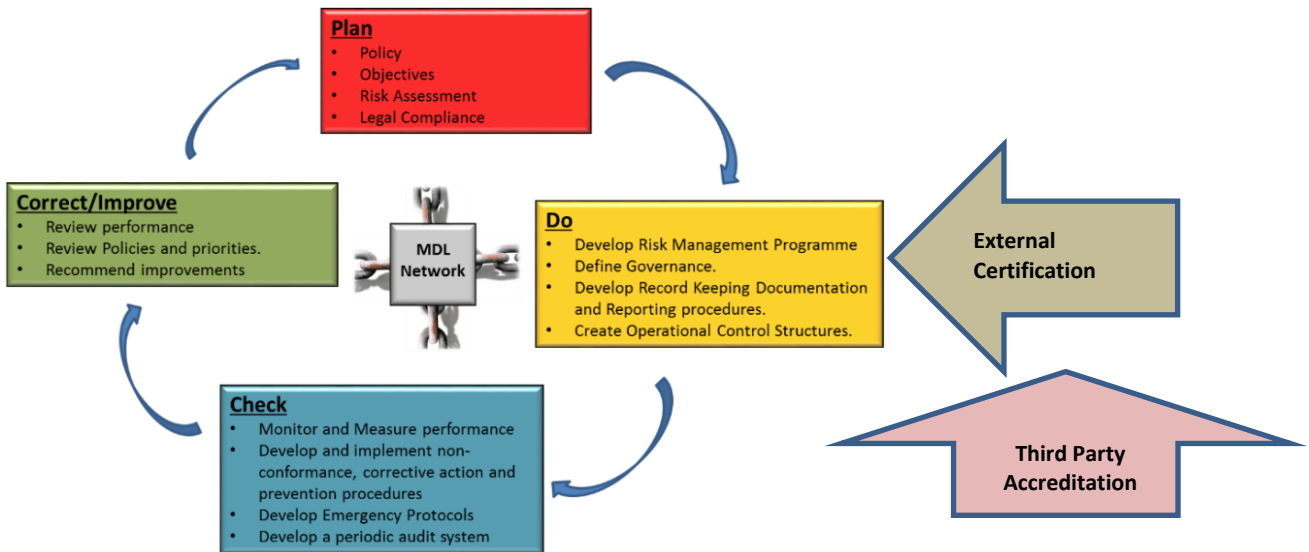 Plan
• Policy
• Objectives
• Risk Assessment
• Legal Compliance
Correct/Improve
• Review performance
• Review Policies and priorities.
• Recommend improvements
MDL
Network
Do
• Develop Risk Management Programme
• Define Governance.
• Develop Record Keeping Documentation
and Reporting procedures.
• Create Operational Control Structures.
External
Certification
Check
• Monitor and Measure performance
• Develop and implement non-
conformance, corrective action and
prevention procedures
• Develop Emergency Protocols
• Develop a periodic audit system
Third Party
Accreditation